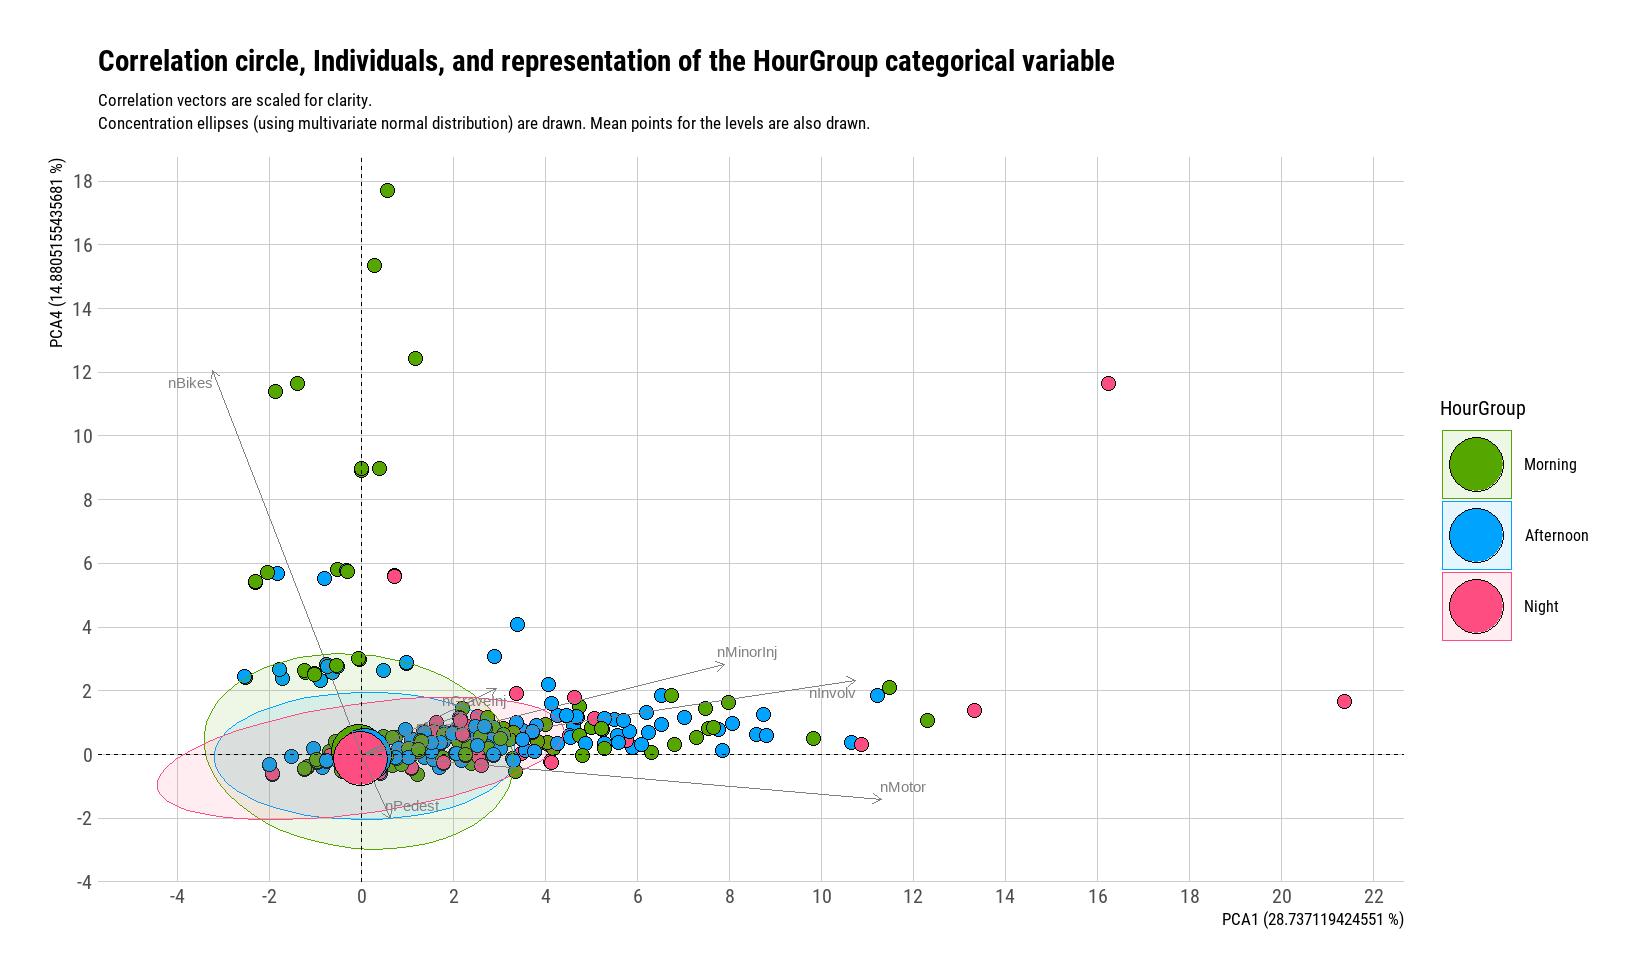 Correlation circle, Individuals, and representation of the HourGroup categorical variable
Correlation vectors are scaled for clarity.
Concentration ellipses (using multivariate normal distribution) are drawn. Mean points for the levels are also drawn.
PCA4 (14.8805155435681 %)
18
16
14
12
10
8
6
4
2
0
-2
-4
nBikes
nMinorInj
nInvolv
nGraveInj
nMotor
nPedest
-4
-2
0
2
4
6
8
10
12
14
16
18
20
22
PCA1 (28.737119424551 %)
HourGroup
Morning
Afternoon
Night